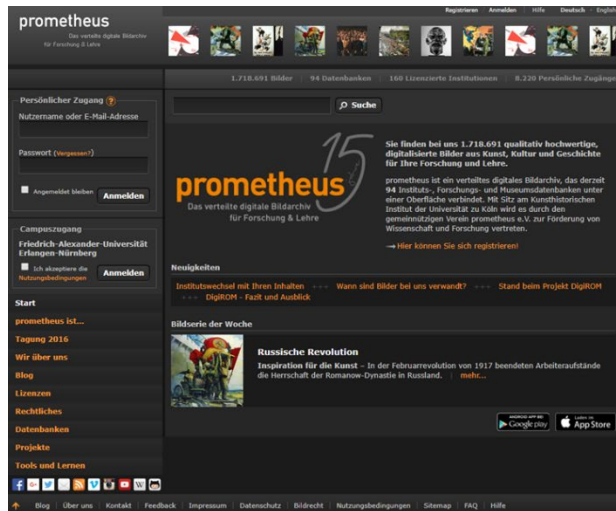 prometheus
Das verteilte digitale Bildarchiv
für Forschung & Lehre
Registrieren Anmelden Hilfe Deutsch English
1.718.691 Bilder 94 Datenbanken 160 Lizenzierte Institutionen 8.220 Persönliche Zugänge
Persönlicher Zugang ?
Nutzername oder E-Mail-Adresse
Passwort (Vergessen?)
Angemeldet bleiben Anmelden
Campuszugang
Friedrich-Alexander-Universität
Erlangen-Nürnberg
Ich akzeptiere die
Nutzungsbedingungen Anmelden
Start
prometheus ist...
Tagung 2016
Wir über uns
Blog
Lizenzen
Rechtliches
Datenbanken
Projekte
Tools und Lernen
Suche
15 Jahre
prometheus
Das verteilte digitale Bildarchiv
für Forschung & Lehre
Sie finden bei uns 1.718.691 qualitativ hochwertige,
digitalisierte Bilder aus Kunst, Kultur und Geschichte
für Ihre Forschung und Lehre.
prometheus ist ein verteiltes digitales Bildarchiv, das derzeit
94 Instituts-, Forschungs- und Museumsdatenbanken unter
einer Oberfläche verbindet. Mit Sitz am Kunsthistorischen
Institut der Universität zu Köln wird es durch den
gemeinnützigen Verein prometheus e.V. zur Förderung von
Wissenschaft und Forschung vertreten.
→ Hier können Sie sich registrieren!
Neuigkeiten
Institutswechsel mit Ihren Inhalten +++ Wann sind Bilder bei uns verwandt? +++ Stand beim Projekt DigiROM
+++ DigiROM - Fazit und Ausblick
Bildserie der Woche
Russische Revolution
Inspiration für die Kunst – In der Februarrevolution von 1917 beendeten Arbeiteraufstände
die Herrschaft der Romanow-Dynastie in Russland. mehr...
ANDROID APP BEI
Google play
Laden im
App Store
Blog Über uns Kontakt Feedback Impressum Datenschutz Bildrecht Nutzungsbedingungen Sitemap FAQ Hilfe